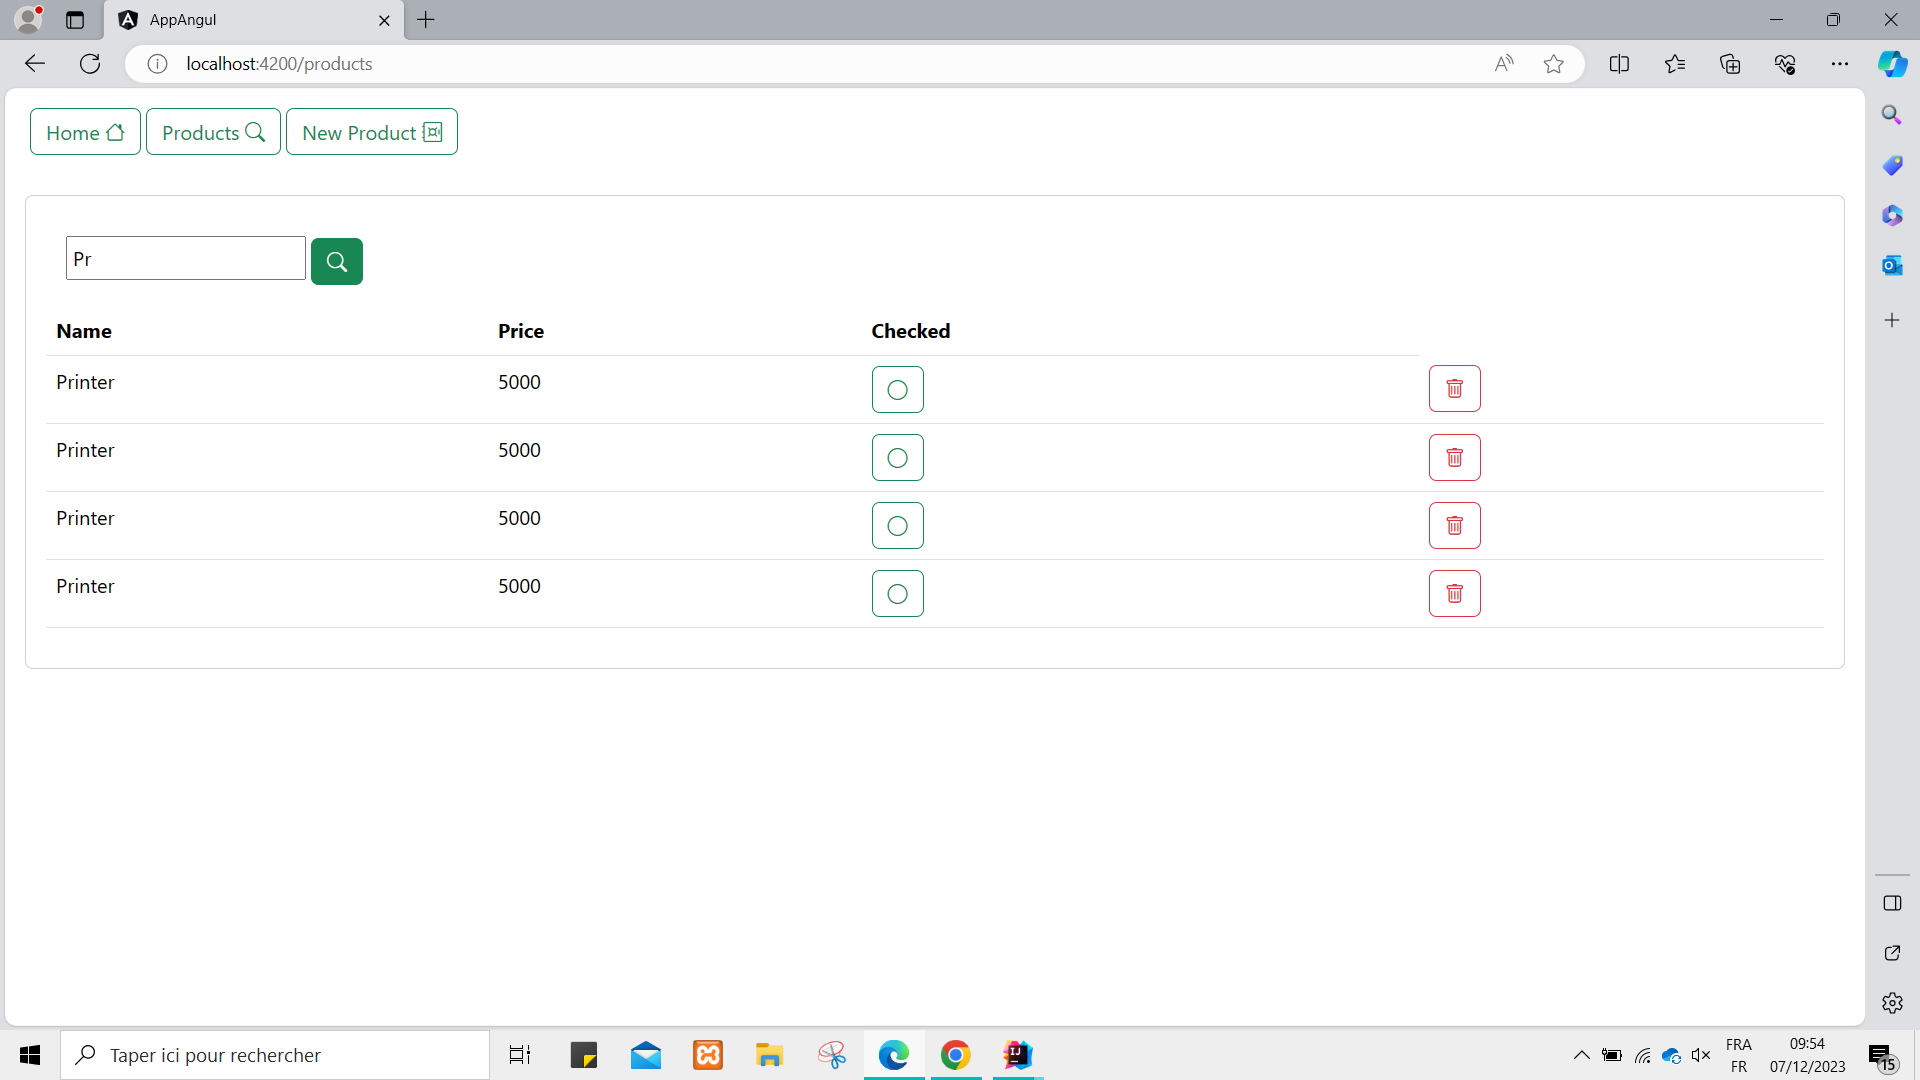 AppAngul
localhost:4200/products
Home
Products
New Product
Pr
Name Price Checked
Printer 5000
Printer 5000
Printer 5000
Printer 5000
Taper ici pour rechercher
FRA
FR
09:54
07/12/2023
15